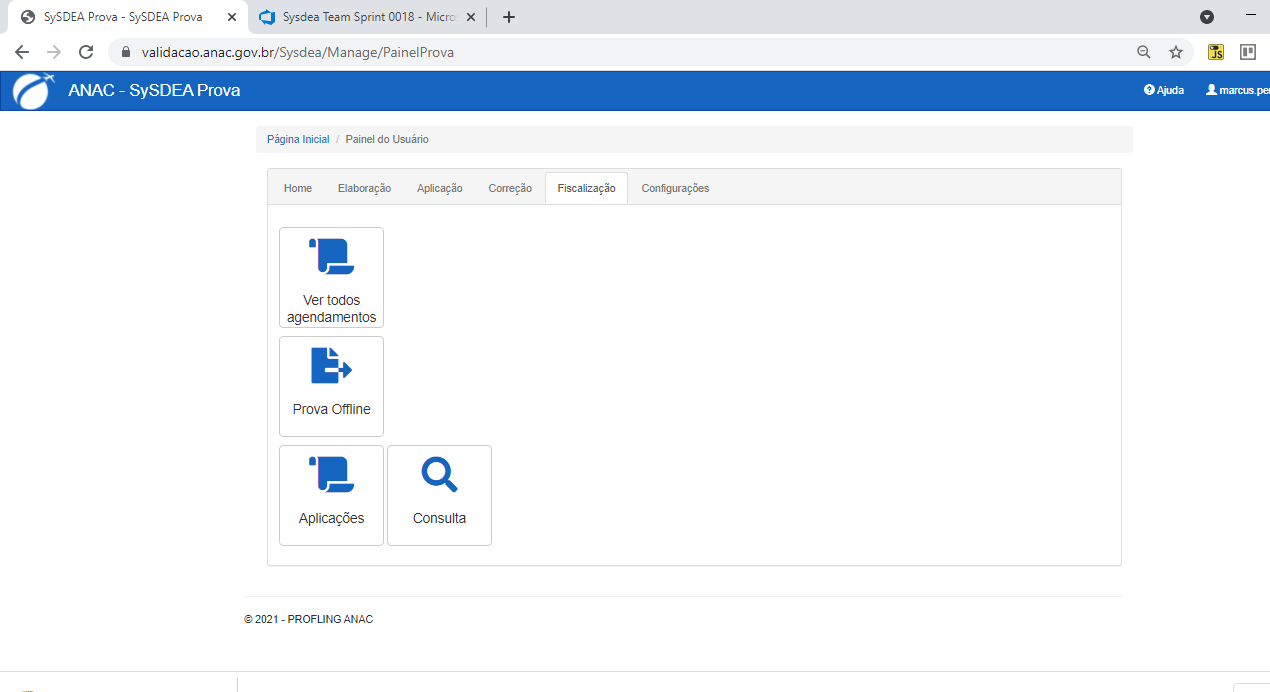 SySDEA Prova - SySDEA Prova
Sysdea Team Sprint 0018 - Micro
validacao.anac.gov.br/Sysdea/Manage/PainelProva
JS
ANAC - SySDEA Prova
Ajuda
marcus.per
Página Inicial / Painel do Usuário
Home Elaboração Aplicação Correção Fiscalização Configurações
Ver todos
agendamentos
Prova Offline
Aplicações Consulta
© 2021 - PROFLING ANAC